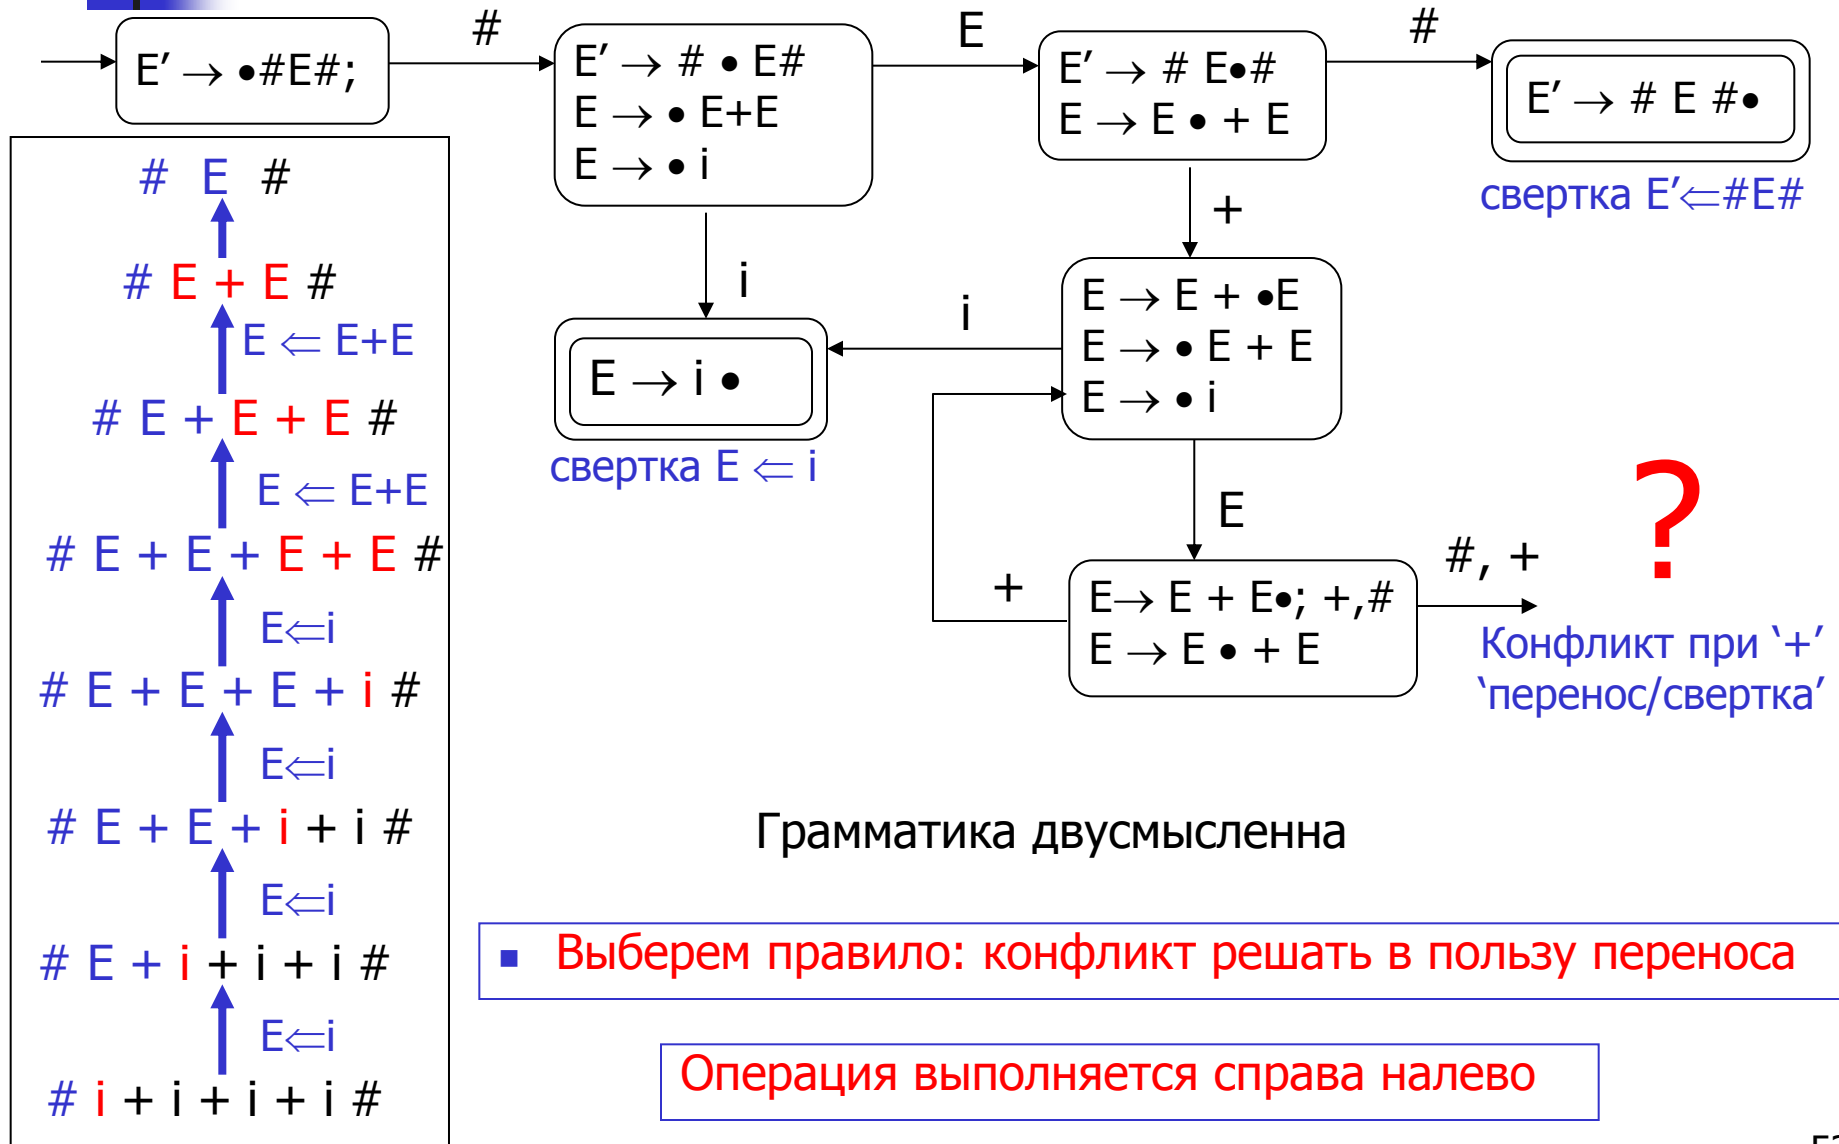 E′ → •#E#;
#
E′ → # • E#
E → • E+E
E → • i
E
E′ → # E•#
E → E • + E
#
E′ → # E #•
свертка E′⇐#E#
+
i
E → i •
свертка E ⇐ i
i
E → E + •E
E → • E + E
E → • i
E
+
E→ E + E•; +,#
E → E • + E
#, +
?
Конфликт при ‘+’
‘перенос/свертка’
# E #
# E + E #
E ⇐ E+E
# E + E + E #
E ⇐ E+E
# E + E + E + E #
E⇐i
# E + E + E + i #
E⇐i
# E + E + i + i #
E⇐i
# E + i + i + i #
E⇐i
# i + i + i + i #
Грамматика двусмысленна
▪ Выберем правило: конфликт решать в пользу переноса
Операция выполняется справа налево